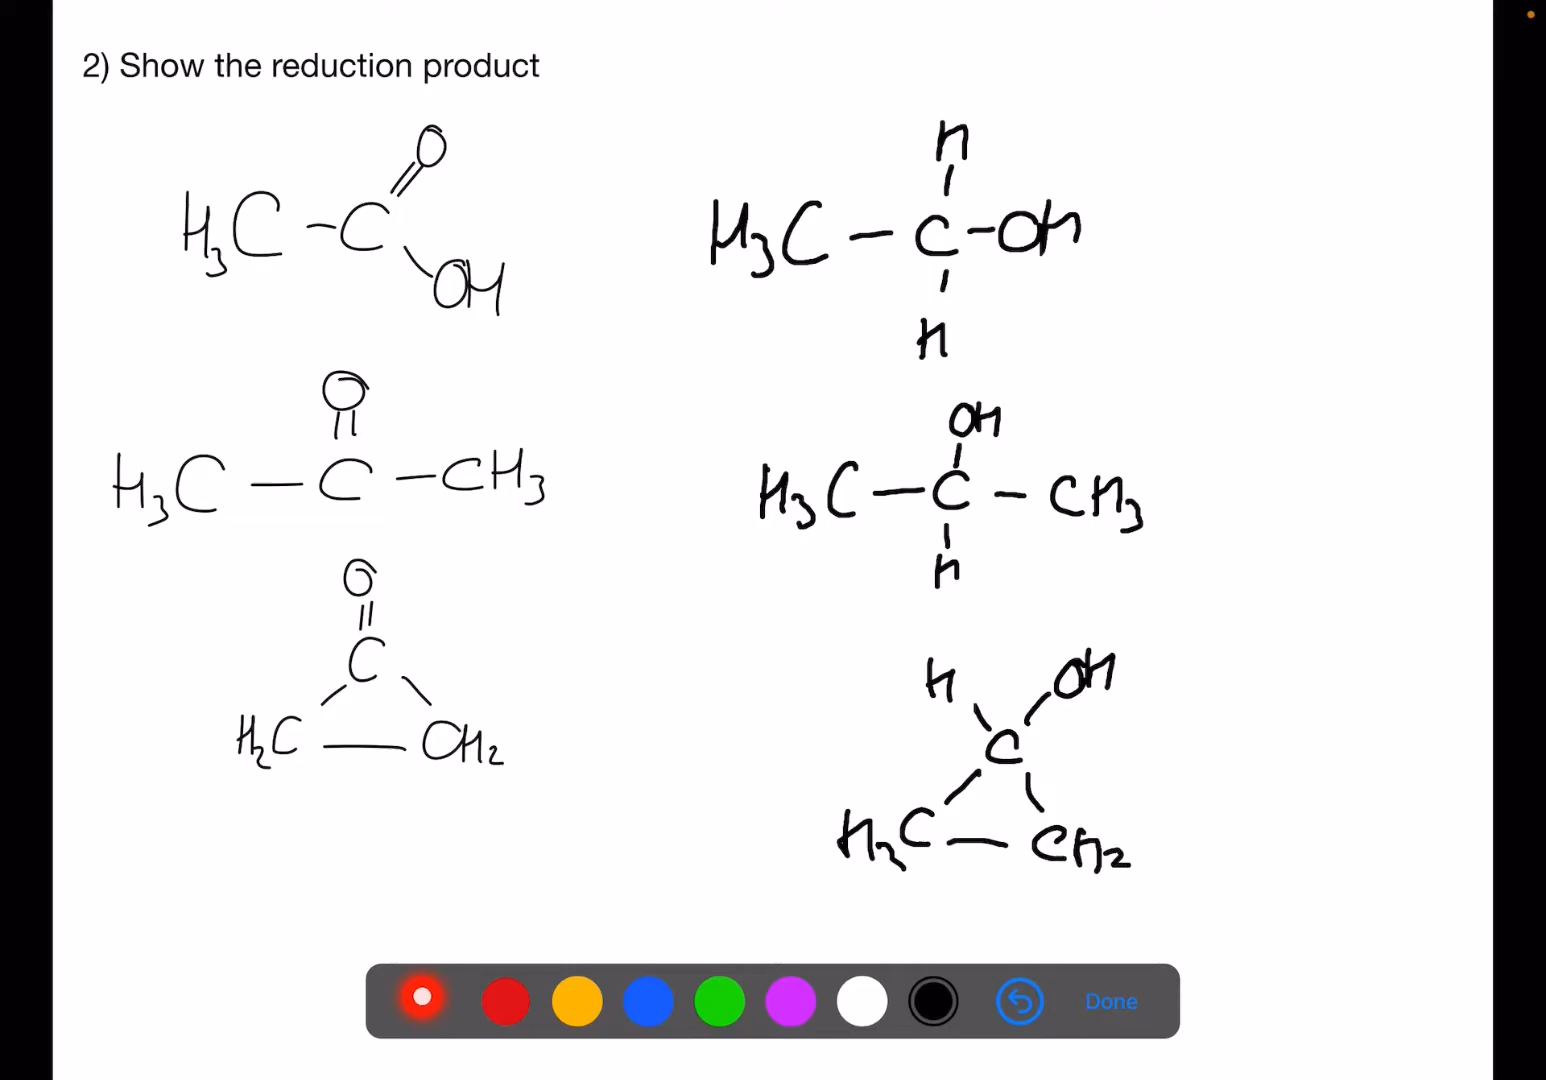 2) Show the reduction product
O
H3C - C
OH
H
H3C - C - OH
H
O
H3C - C - CH3
OH
H3C - C - CH3
H
O
C
H2C - CH2
H OH
C
H2C - CH2
Done